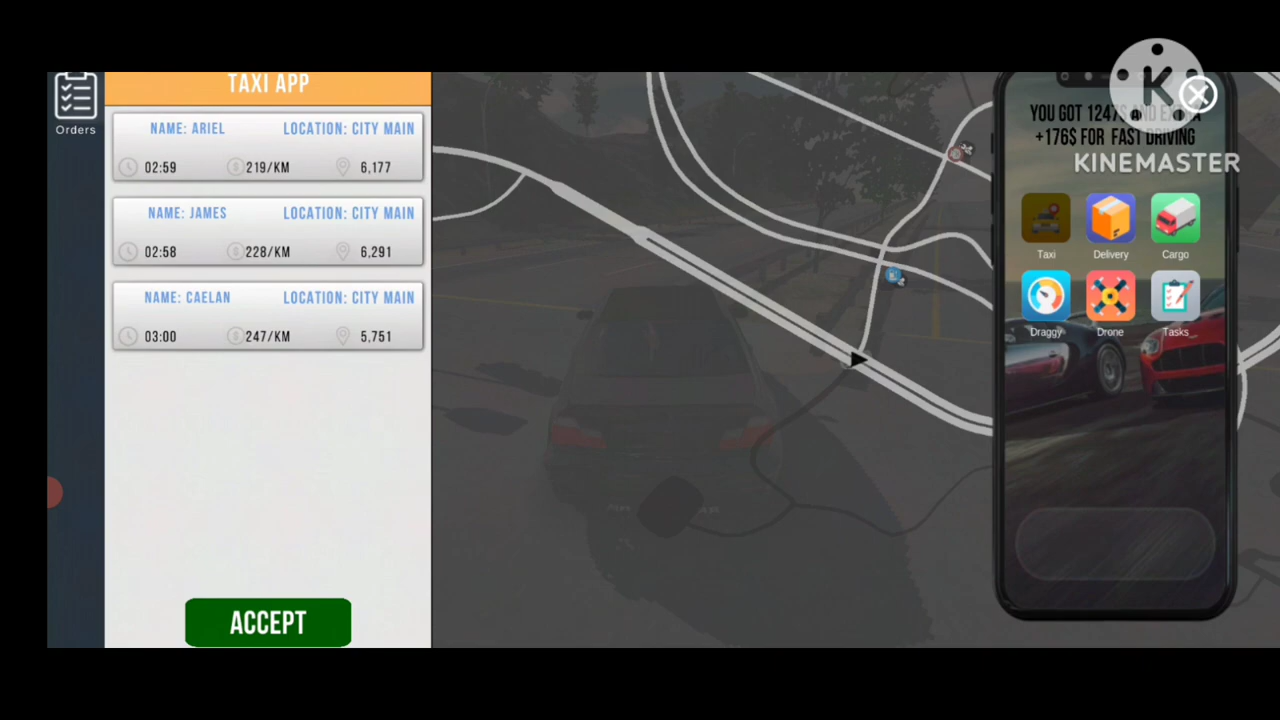 TAXI APP
Orders
NAME: ARIEL
LOCATION: CITY MAIN
02:59
219/KM
6,177
NAME: JAMES
LOCATION: CITY MAIN
02:58
228/KM
6,291
NAME: CAELAN
LOCATION: CITY MAIN
03:00
247/KM
5,751
ACCEPT
K
YOU GOT 1247$ AND
+176$ FOR FAST DRIVING
KINEMASTER
Taxi
Delivery
Cargo
Draggy
Drone
Tasks